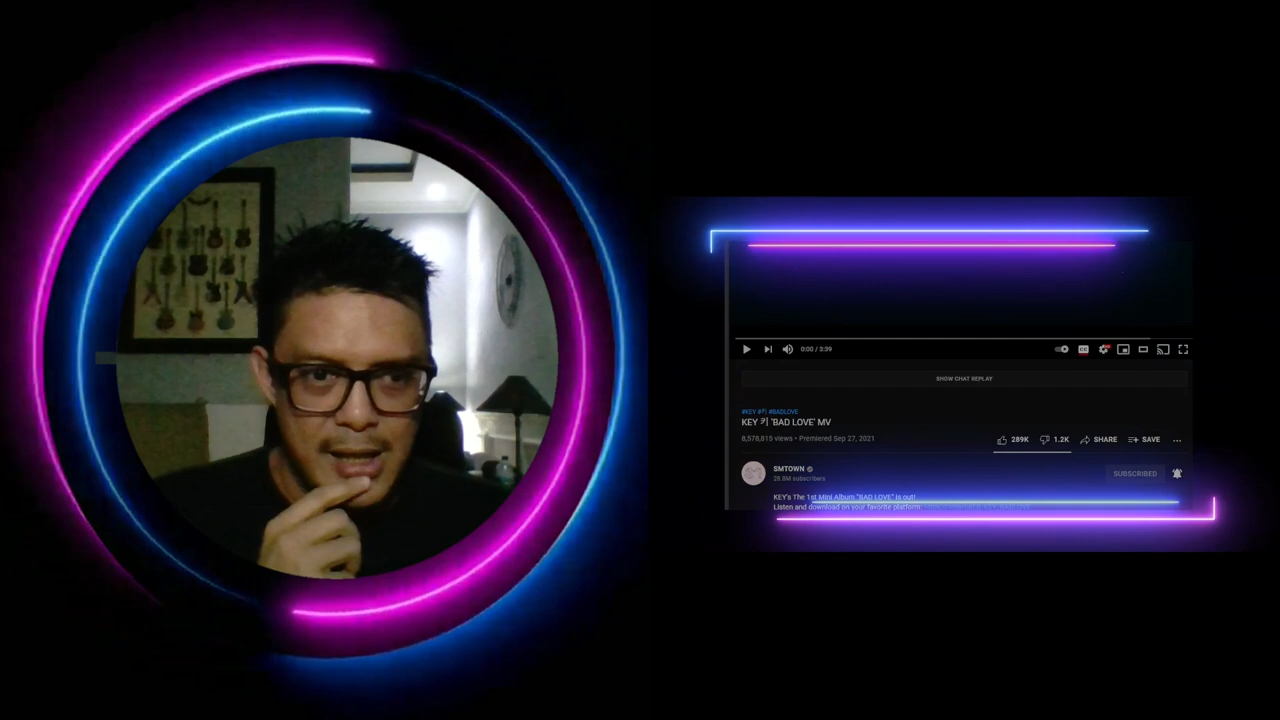 0:00 / 3:39
CC
SHOW CHAT REPLAY
#KEY #키 #BADLOVE
KEY 키 'BAD LOVE' MV
8,578,815 views • Premiered Sep 27, 2021
289K
1.2K
SHARE
SAVE
SMTOWN
28.8M subscribers
SUBSCRIBED
KEY's The 1st Mini Album "BAD LOVE" is out!
Listen and download on your favorite platform: